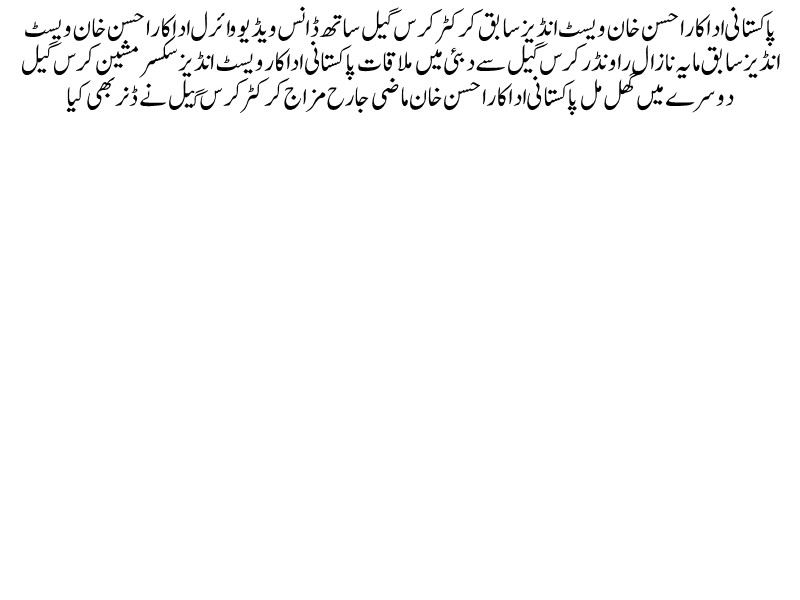 پاکستانی اداکار احسن خان ویسٹ انڈیز سابق کرکٹر کرس گیل ساتھ ڈانس ویڈیو وائرل اداکار احسن خان ویسٹ
انڈیز سابق مایہ ناز ال راونڈر کرس گیل سے دبئی میں ملاقات پاکستانی اداکار ویسٹ انڈیز سکسر مشین کرس گیل
دوسرے میں گھل مل پاکستانی اداکار احسن خان ماضی جارح مزاج کرکٹر کرس گیل نے ڈنر بھی کیا